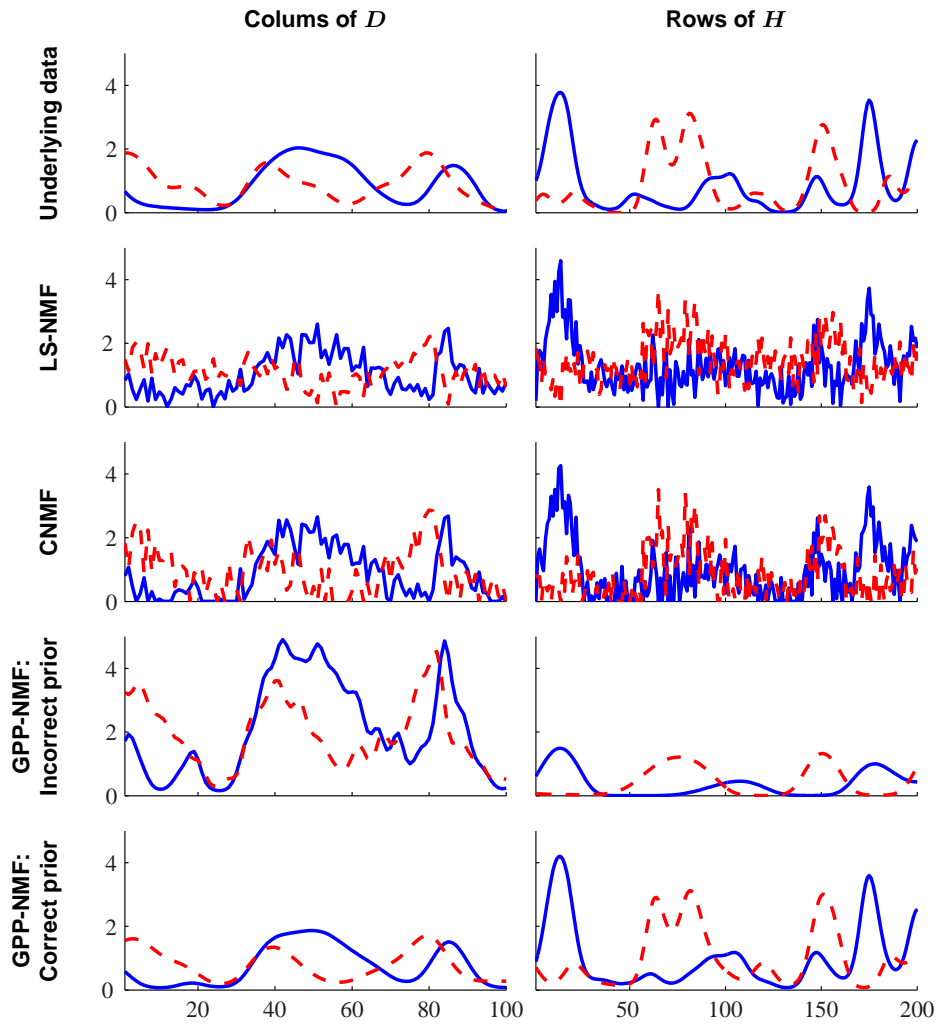 Colums of D
Rows of H
Underlying data
4
2
0
LS-NMF
4
2
0
CNMF
4
2
0
GPP-NMF:
Incorrect prior
4
2
0
GPP-NMF:
Correct prior
4
2
0
20 40 60 80 100
50 100 150 200